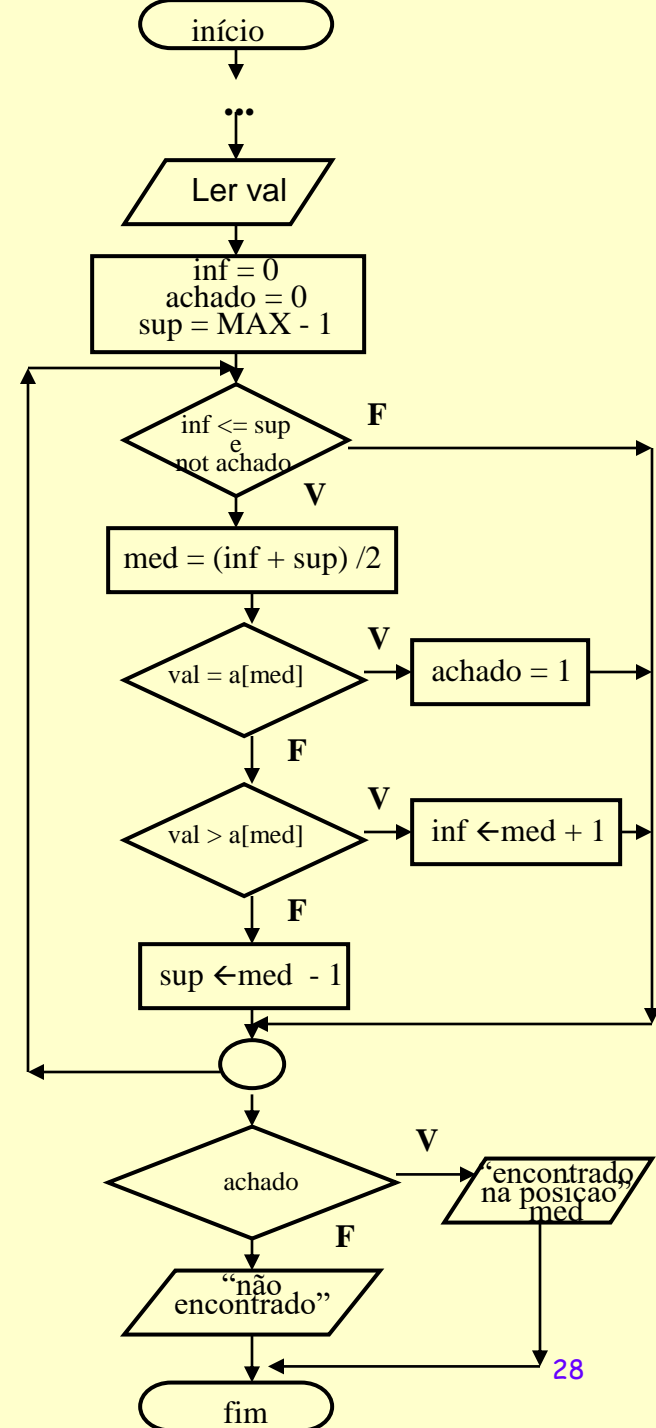 início
...
Ler val
inf = 0
achado = 0
sup = MAX - 1
inf <= sup
e
not achado
F
V
med = (inf + sup) /2
val = a[med]
V
achado = 1
F
val > a[med]
V
inf ←med + 1
F
sup ←med - 1
achado
V
“encontrado
na posicao”
med
F
“não
encontrado”
28
fim